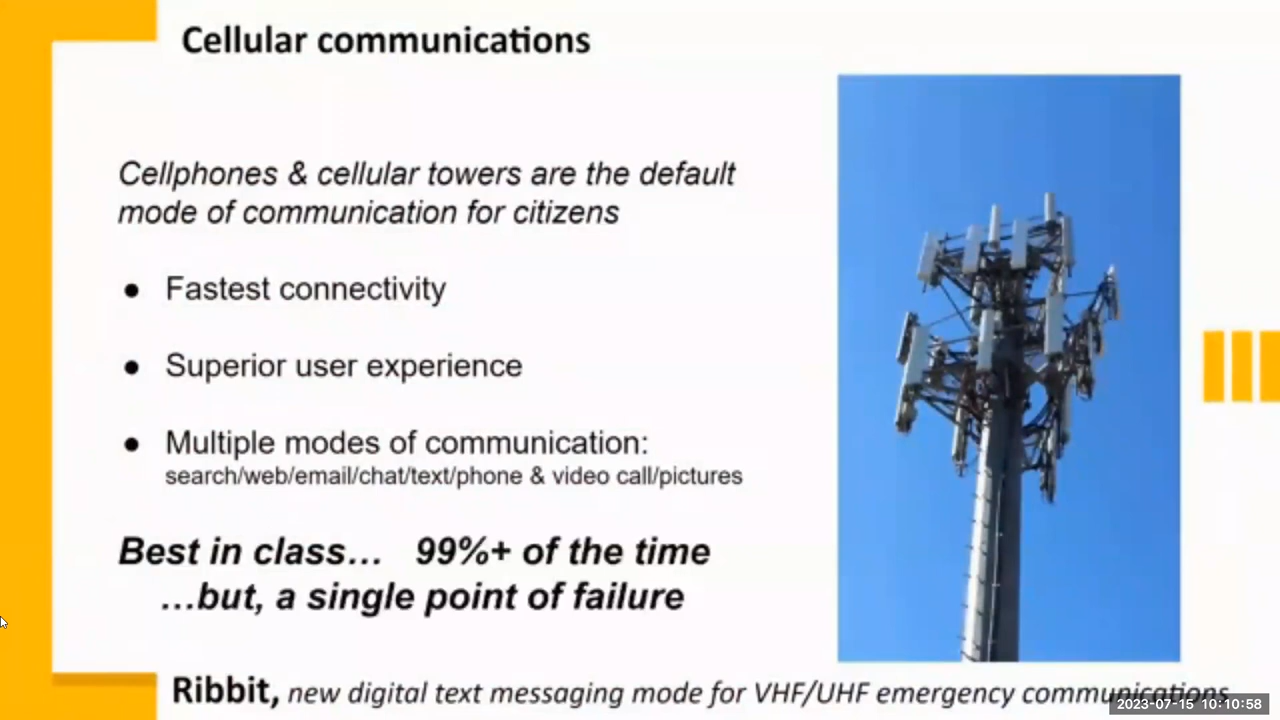 Cellular communications
Cellphones & cellular towers are the default
mode of communication for citizens
● Fastest connectivity
● Superior user experience
● Multiple modes of communication:
search/web/email/chat/text/phone & video call/pictures
Best in class… 99%+ of the time
…but, a single point of failure
Ribbit, new digital text messaging mode for VHF/UHF emergency communications
2023-07-15 10:10:58